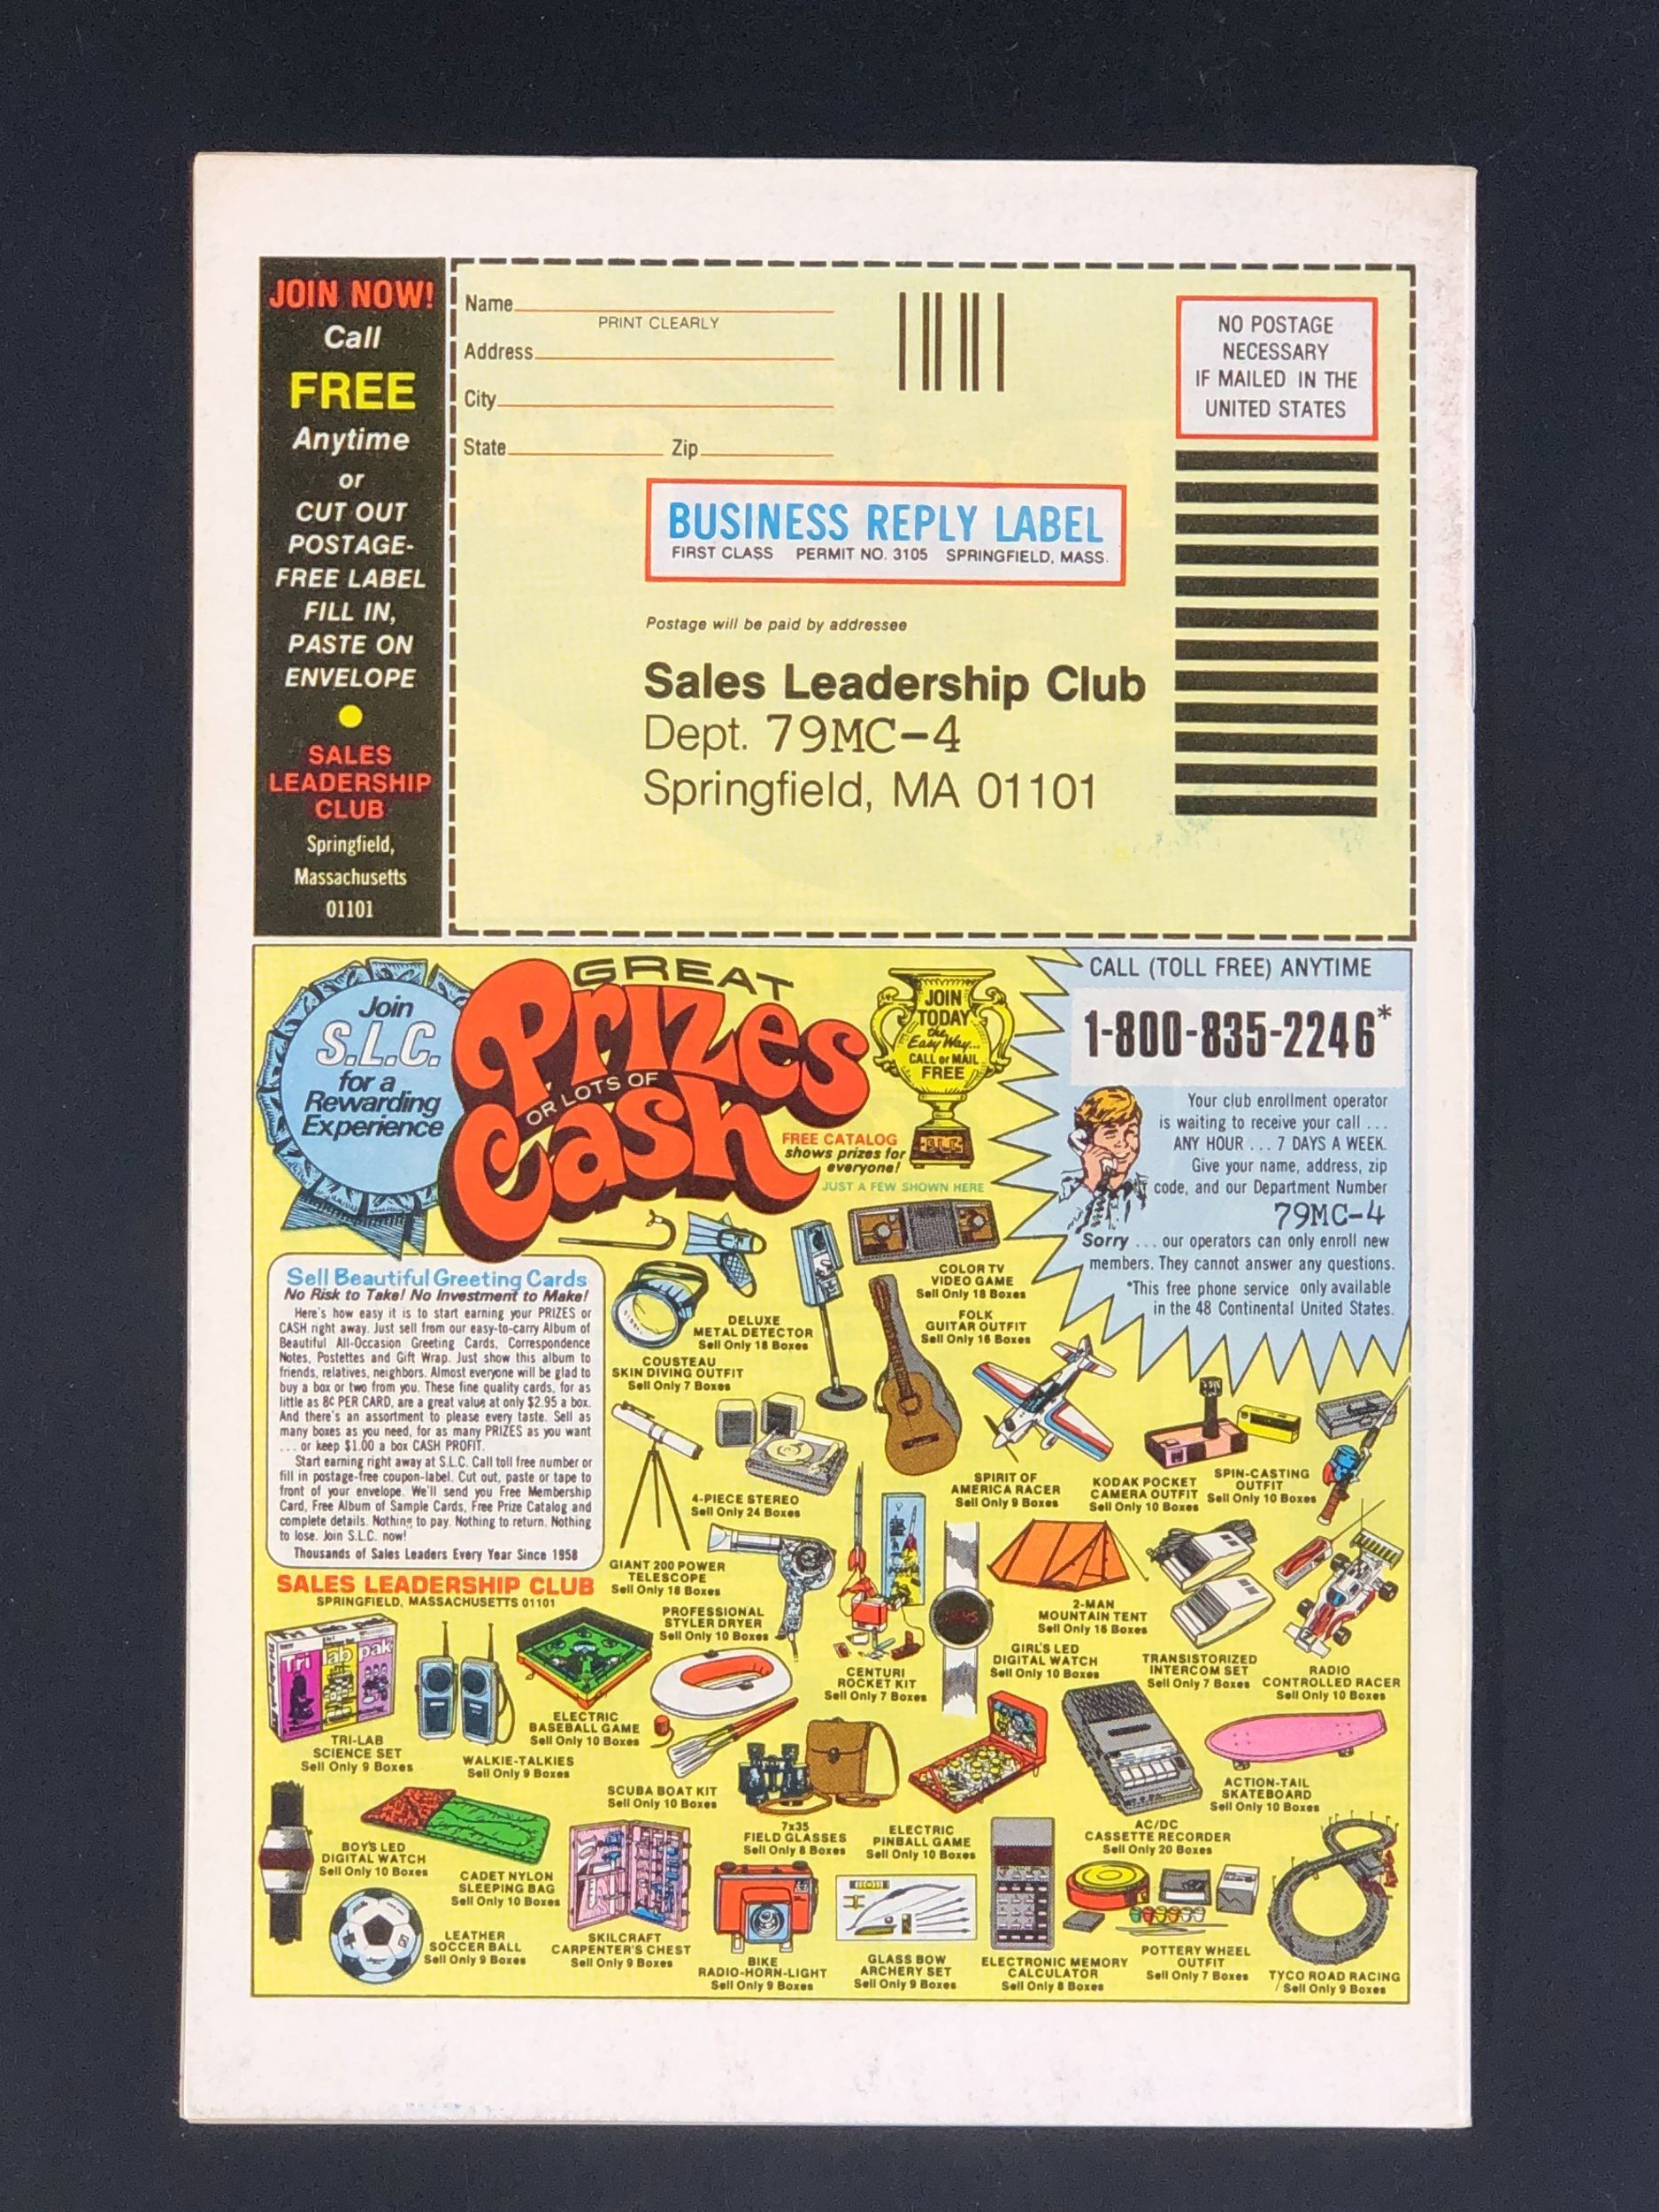 JOIN NOW!
Call
FREE
Anytime
or
CUT OUT
POSTAGE-
FREE LABEL
FILL IN,
PASTE ON
ENVELOPE
SALES
LEADERSHIP
CLUB
Springfield,
Massachusetts
01101
Name
PRINT CLEARLY
Address
City
State Zip
NO POSTAGE
NECESSARY
IF MAILED IN THE
UNITED STATES
BUSINESS REPLY LABEL
FIRST CLASS PERMIT NO. 3105 SPRINGFIELD, MASS.
Postage will be paid by addressee
Sales Leadership Club
Dept. 79MC-4
Springfield, MA 01101
Join
S.L.C.
for a
Rewarding
Experience
GREAT
Prizes
OR LOTS OF
Cash
FREE CATALOG
shows prizes for
everyone!
JUST A FEW SHOWN HERE
JOIN
TODAY
the
Easy Way...
CALL or MAIL
FREE
SLC
CALL (TOLL FREE) ANYTIME
1-800-835-2246*
Your club enrollment operator
is waiting to receive your call ...
ANY HOUR ... 7 DAYS A WEEK.
Give your name, address, zip
code, and our Department Number
79MC-4
Sorry ... our operators can only enroll new
members. They cannot answer any questions.
*This free phone service only available
in the 48 Continental United States.
Sell Beautiful Greeting Cards
No Risk to Take! No Investment to Make!
Here's how easy it is to start earning your PRIZES or
CASH right away. Just sell from our easy-to-carry Album of
Beautiful All-Occasion Greeting Cards, Correspondence
Notes, Postettes and Gift Wrap. Just show this album to
friends, relatives, neighbors. Almost everyone will be glad to
buy a box or two from you. These fine quality cards, for as
little as 8¢ PER CARD, are a great value at only $2.95 a box.
And there's an assortment to please every taste. Sell as
many boxes as you need, for as many PRIZES as you want
... or keep $1.00 a box CASH PROFIT.
Start earning right away at S.L.C. Call toll free number or
fill in postage-free coupon-label. Cut out, paste or tape to
front of your envelope. We'll send you Free Membership
Card, Free Album of Sample Cards, Free Prize Catalog and
complete details. Nothing to pay. Nothing to return. Nothing
to lose. Join S.L.C. now!
Thousands of Sales Leaders Every Year Since 1958
SALES LEADERSHIP CLUB
SPRINGFIELD, MASSACHUSETTS 01101
COLOR TV
VIDEO GAME
Sell Only 18 Boxes
DELUXE
METAL DETECTOR
Sell Only 18 Boxes
FOLK
GUITAR OUTFIT
Sell Only 16 Boxes
COUSTEAU
SKIN DIVING OUTFIT
Sell Only 7 Boxes
4-PIECE STEREO
Sell Only 24 Boxes
SPIRIT OF
AMERICA RACER
Sell Only 9 Boxes
KODAK POCKET
CAMERA OUTFIT
Sell Only 10 Boxes
SPIN-CASTING
OUTFIT
Sell Only 10 Boxes
GIANT 200 POWER
TELESCOPE
Sell Only 18 Boxes
PROFESSIONAL
STYLER DRYER
Sell Only 10 Boxes
CENTURI
ROCKET KIT
Sell Only 7 Boxes
2-MAN
MOUNTAIN TENT
Sell Only 16 Boxes
GIRL'S LED
DIGITAL WATCH
Sell Only 10 Boxes
TRANSISTORIZED
INTERCOM SET
Sell Only 7 Boxes
RADIO
CONTROLLED RACER
Sell Only 10 Boxes
Tri lab pak
Tri lab pak
TRI-LAB
SCIENCE SET
Sell Only 9 Boxes
WALKIE-TALKIES
Sell Only 9 Boxes
ELECTRIC
BASEBALL GAME
Sell Only 10 Boxes
SCUBA BOAT KIT
Sell Only 10 Boxes
7x35
FIELD GLASSES
Sell Only 8 Boxes
ELECTRIC
PINBALL GAME
Sell Only 10 Boxes
AC/DC
CASSETTE RECORDER
Sell Only 20 Boxes
ACTION-TAIL
SKATEBOARD
Sell Only 10 Boxes
BOY'S LED
DIGITAL WATCH
Sell Only 10 Boxes
CADET NYLON
SLEEPING BAG
Sell Only 10 Boxes
LEATHER
SOCCER BALL
Sell Only 9 Boxes
SKILCRAFT
CARPENTER'S CHEST
Sell Only 9 Boxes
BIKE
RADIO-HORN-LIGHT
Sell Only 9 Boxes
GLASS BOW
ARCHERY SET
Sell Only 9 Boxes
ELECTRONIC MEMORY
CALCULATOR
Sell Only 8 Boxes
POTTERY WHEEL
OUTFIT
Sell Only 7 Boxes
TYCO ROAD RACING
Sell Only 9 Boxes